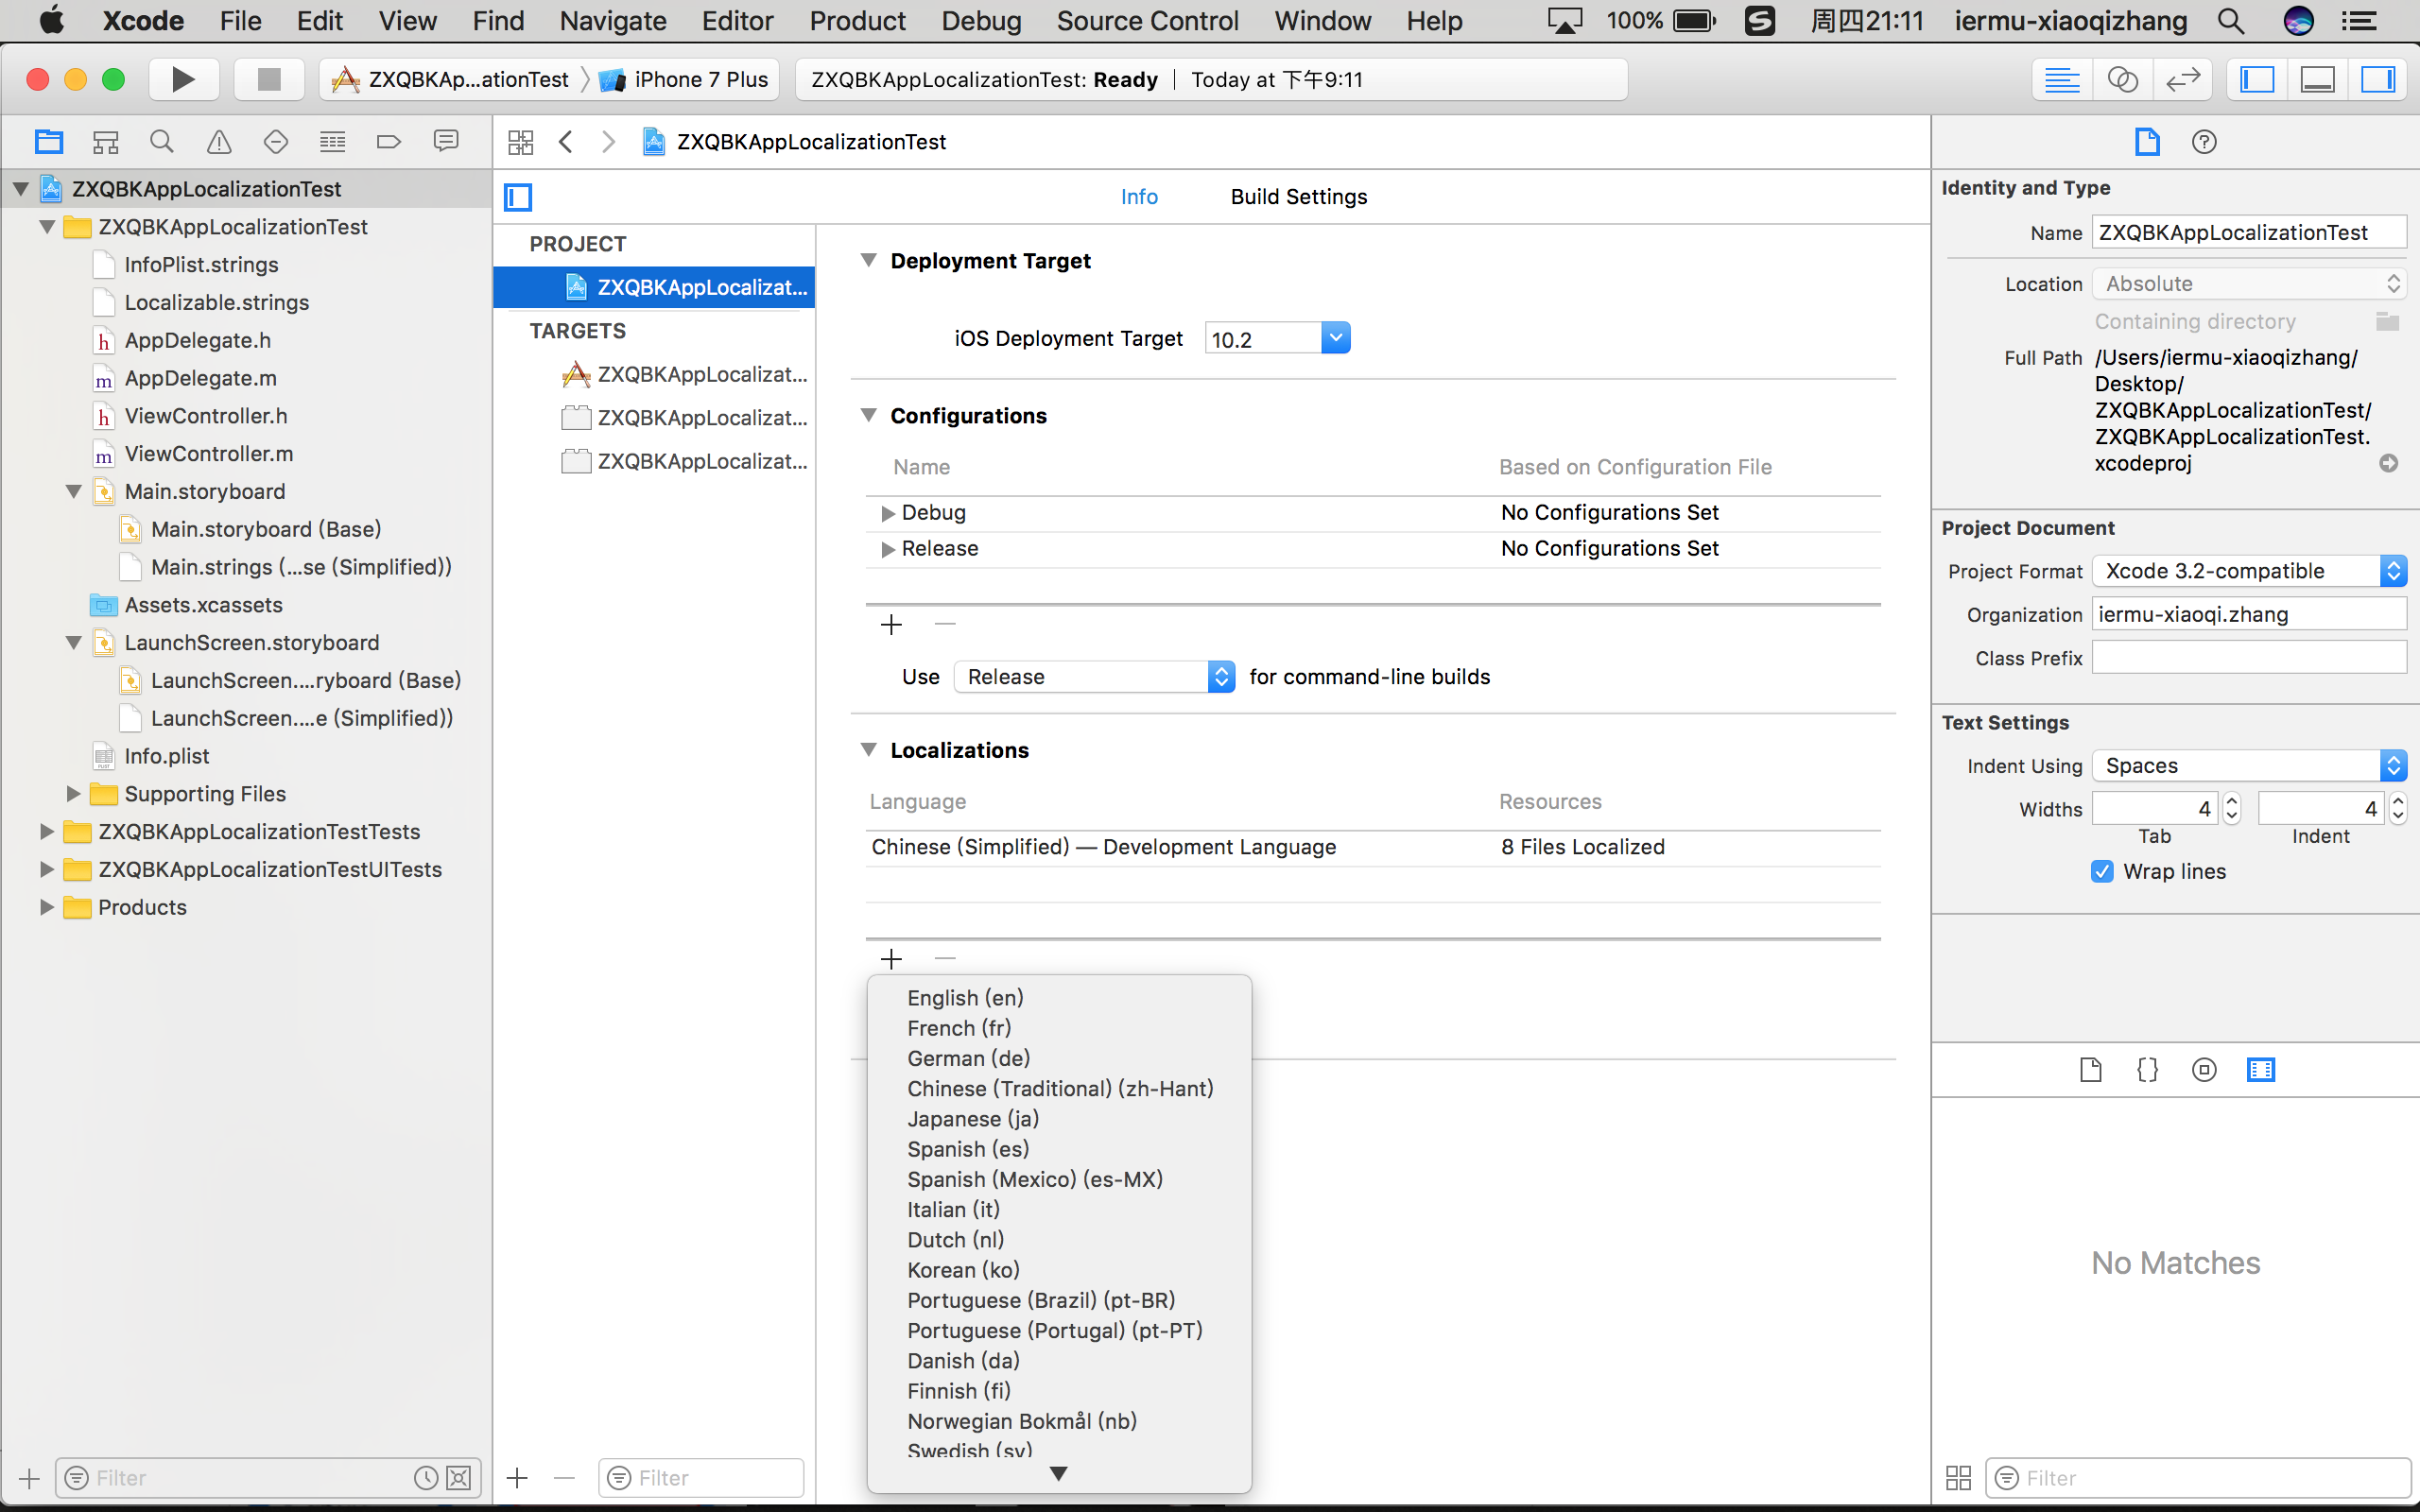 Xcode File Edit View Find Navigate Editor Product Debug Source Control Window Help 100% 周四21:11 iermu-xiaoqizhang
ZXQBKAp...ationTest iPhone 7 Plus ZXQBKAppLocalizationTest: Ready | Today at 下午9:11
ZXQBKAppLocalizationTest
ZXQBKAppLocalizationTest
ZXQBKAppLocalizationTest
InfoPlist.strings
Localizable.strings
AppDelegate.h
AppDelegate.m
ViewController.h
ViewController.m
Main.storyboard
Main.storyboard (Base)
Main.strings (...se (Simplified))
Assets.xcassets
LaunchScreen.storyboard
LaunchScreen....ryboard (Base)
LaunchScreen....e (Simplified))
Info.plist
Supporting Files
ZXQBKAppLocalizationTestTests
ZXQBKAppLocalizationTestUITests
Products
Filter
Info Build Settings
PROJECT
ZXQBKAppLocalizat...
TARGETS
ZXQBKAppLocalizat...
ZXQBKAppLocalizat...
ZXQBKAppLocalizat...
Filter
Deployment Target
iOS Deployment Target 10.2
Configurations
Name Based on Configuration File
Debug No Configurations Set
Release No Configurations Set
Use Release for command-line builds
Localizations
Language Resources
Chinese (Simplified) — Development Language 8 Files Localized
English (en)
French (fr)
German (de)
Chinese (Traditional) (zh-Hant)
Japanese (ja)
Spanish (es)
Spanish (Mexico) (es-MX)
Italian (it)
Dutch (nl)
Korean (ko)
Portuguese (Brazil) (pt-BR)
Portuguese (Portugal) (pt-PT)
Danish (da)
Finnish (fi)
Norwegian Bokmål (nb)
Swedish (sv)
Identity and Type
Name ZXQBKAppLocalizationTest
Location Absolute
Containing directory
Full Path /Users/iermu-xiaoqizhang/
Desktop/
ZXQBKAppLocalizationTest/
ZXQBKAppLocalizationTest.
xcodeproj
Project Document
Project Format Xcode 3.2-compatible
Organization iermu-xiaoqi.zhang
Class Prefix
Text Settings
Indent Using Spaces
Widths 4 4
Tab Indent
Wrap lines
No Matches
Filter